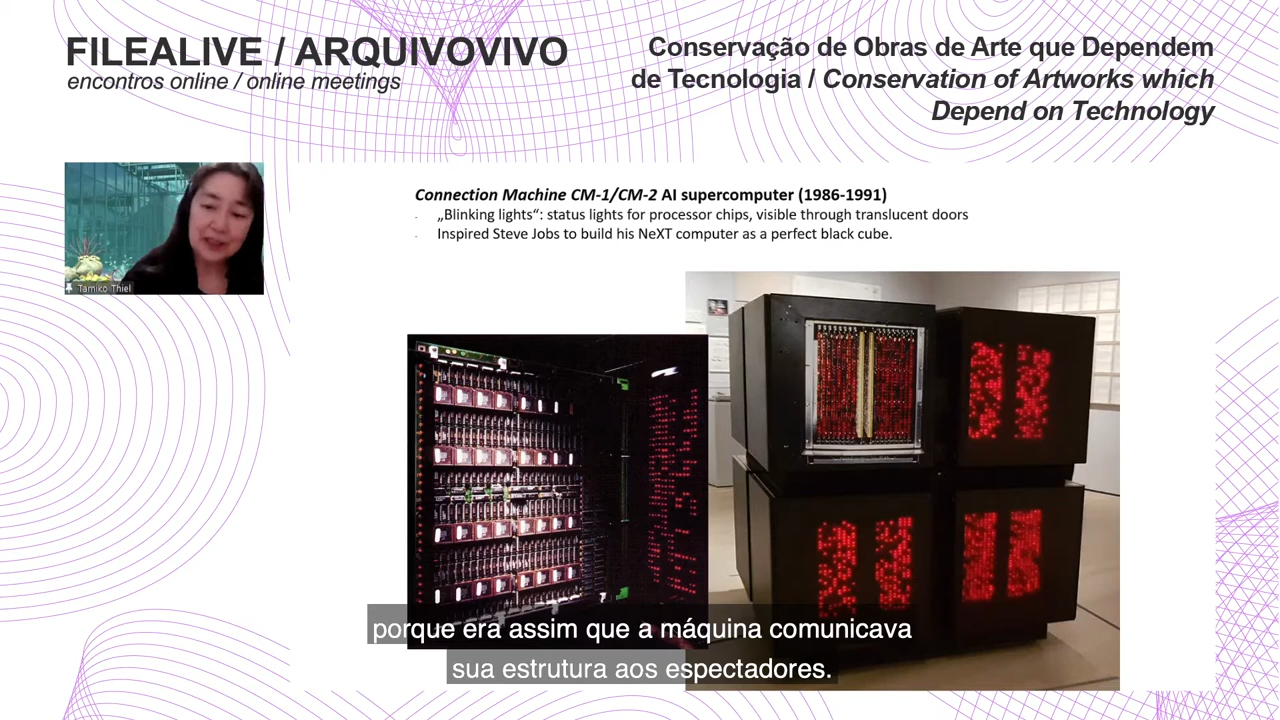 FILEALIVE / ARQUIVOVIVO
encontros online / online meetings
Conservação de Obras de Arte que Dependem
de Tecnologia / Conservation of Artworks which
Depend on Technology
Tamiko Thiel
Connection Machine CM-1/CM-2 AI supercomputer (1986-1991)
- „Blinking lights“: status lights for processor chips, visible through translucent doors
- Inspired Steve Jobs to build his NeXT computer as a perfect black cube.
porque era assim que a máquina comunicava
sua estrutura aos espectadores.